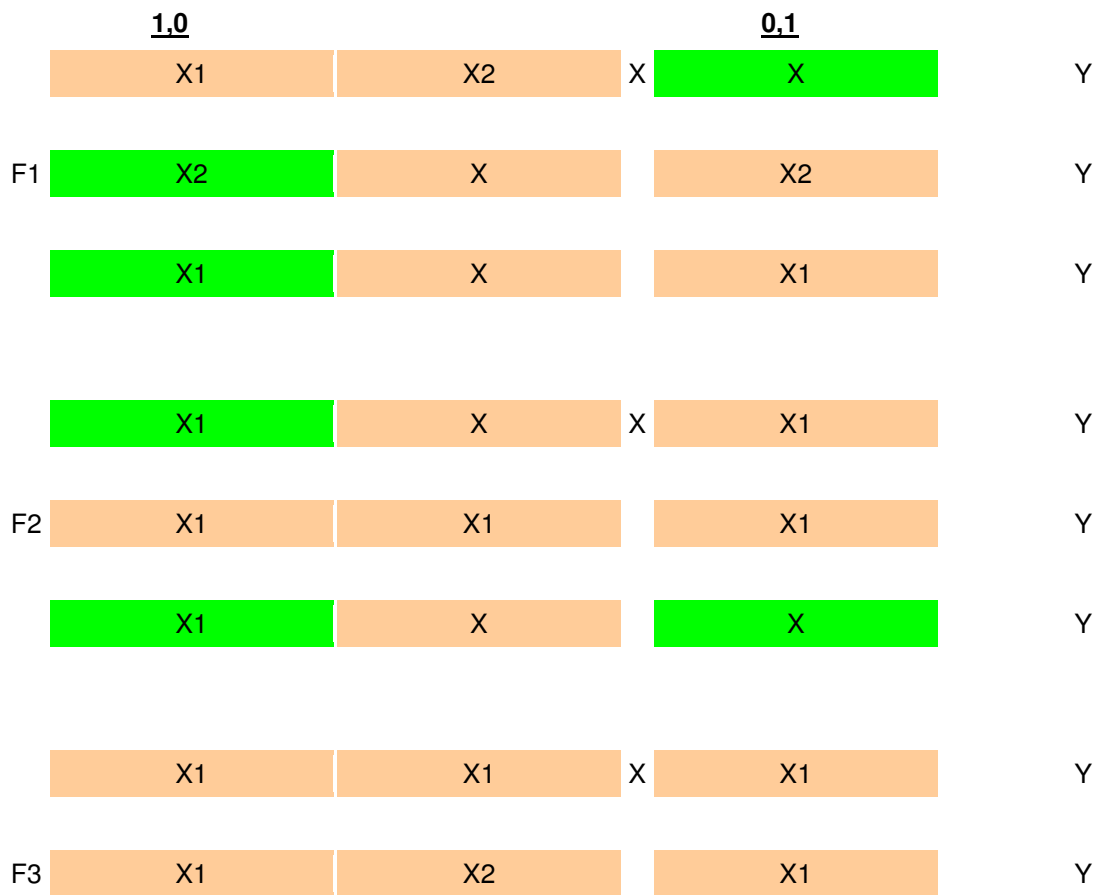 1,0 0,1
X1 X2 X X Y
F1 X2 X X2 Y
X1 X X1 Y
X1 X X X1 Y
F2 X1 X1 X1 Y
X1 X X Y
X1 X1 X X1 Y
F3 X1 X2 X1 Y